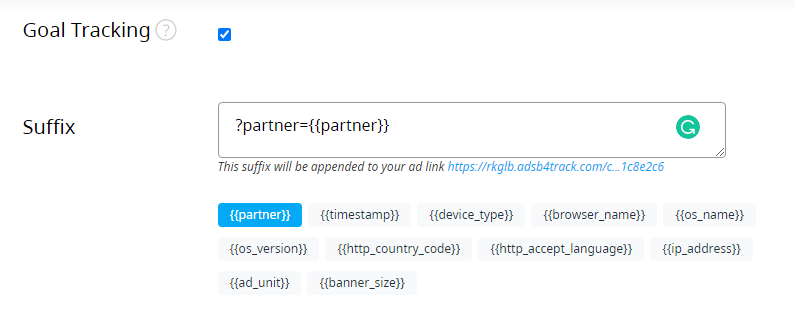 Goal Tracking ?
Suffix
?partner={{partner}}
This suffix will be appended to your ad link https://rkglb.adsb4track.com/c...1c8e2c6
{{partner}} {{timestamp}} {{device_type}} {{browser_name}} {{os_name}}
{{os_version}} {{http_country_code}} {{http_accept_language}} {{ip_address}}
{{ad_unit}} {{banner_size}}